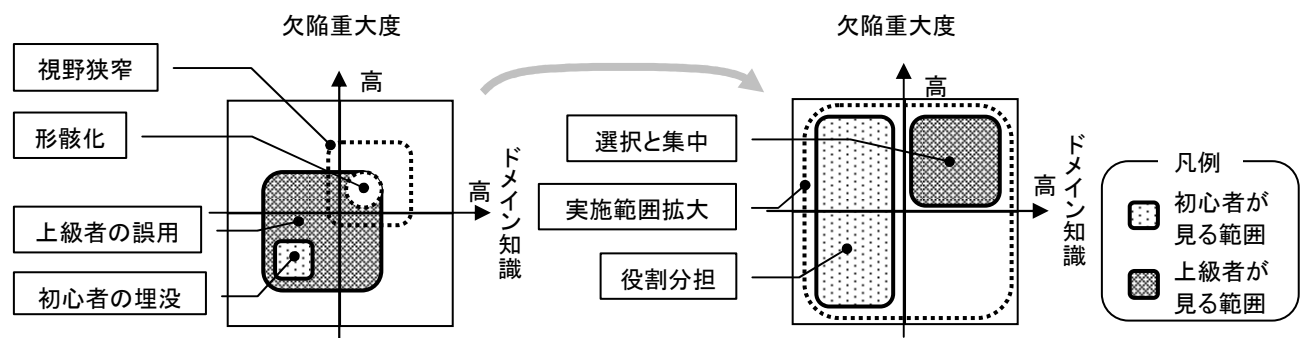 欠陥重大度
高
視野狭窄
形骸化
上級者の誤用
初心者の埋没
高
ドメイン知識
欠陥重大度
高
選択と集中
実施範囲拡大
役割分担
高
ドメイン知識
凡例
初心者が
見る範囲
上級者が
見る範囲